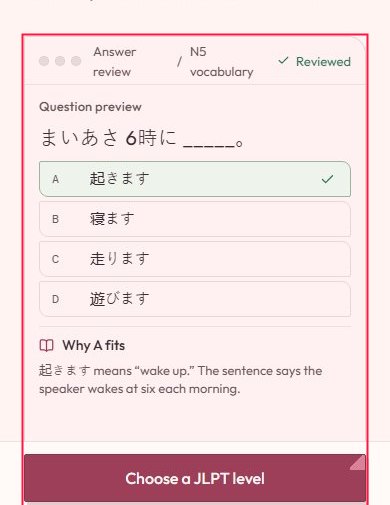 Answer review / N5 vocabulary ✓ Reviewed
Question preview
まいあさ 6時に _____。
A 起きます ✓
B 寝ます
C 走ります
D 遊びます
Why A fits
起きます means “wake up.” The sentence says the
speaker wakes at six each morning.
Choose a JLPT level